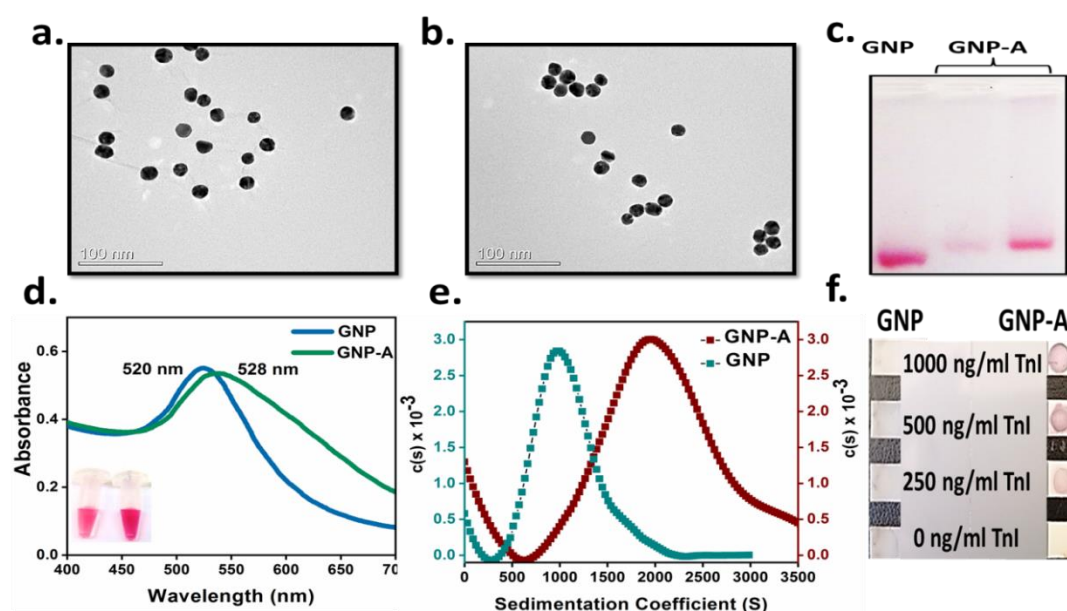 a.
100 nm
b.
100 nm
c.
GNP GNP-A
d.
GNP
GNP-A
520 nm 528 nm
Absorbance
0.6
0.4
0.2
0.0
400 450 500 550 600 650 700
Wavelength (nm)
e.
GNP-A
GNP
c(s) x 10⁻³
3.0
2.5
2.0
1.5
1.0
0.5
0.0
0 500 1000 1500 2000 2500 3000 3500
Sedimentation Coefficient (S)
3.0
2.5
2.0
1.5
1.0
0.5
0.0
c(s) x 10⁻³
f.
GNP GNP-A
1000 ng/ml TnI
500 ng/ml TnI
250 ng/ml TnI
0 ng/ml TnI